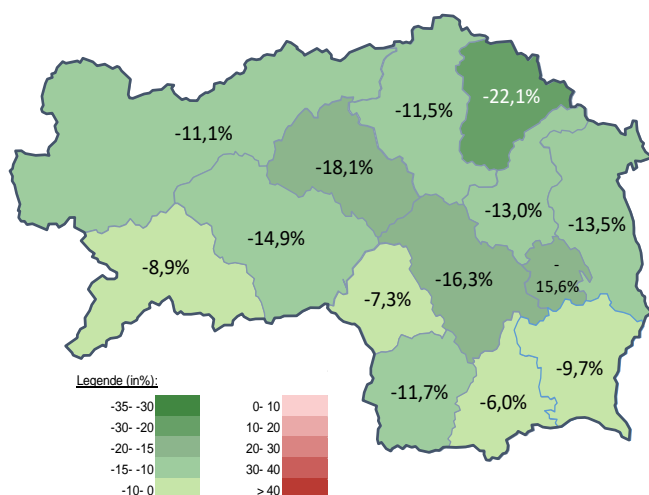 -22,1%
-11,5%
-11,1%
-18,1%
-13,0%
-13,5%
-14,9%
-8,9%
-16,3%
-
15,6%
-7,3%
-9,7%
-11,7%
-6,0%
Legende (in%):
-35- -30 0- 10
-30- -20 10- 20
-20- -15 20- 30
-15- -10 30- 40
-10- 0 > 40